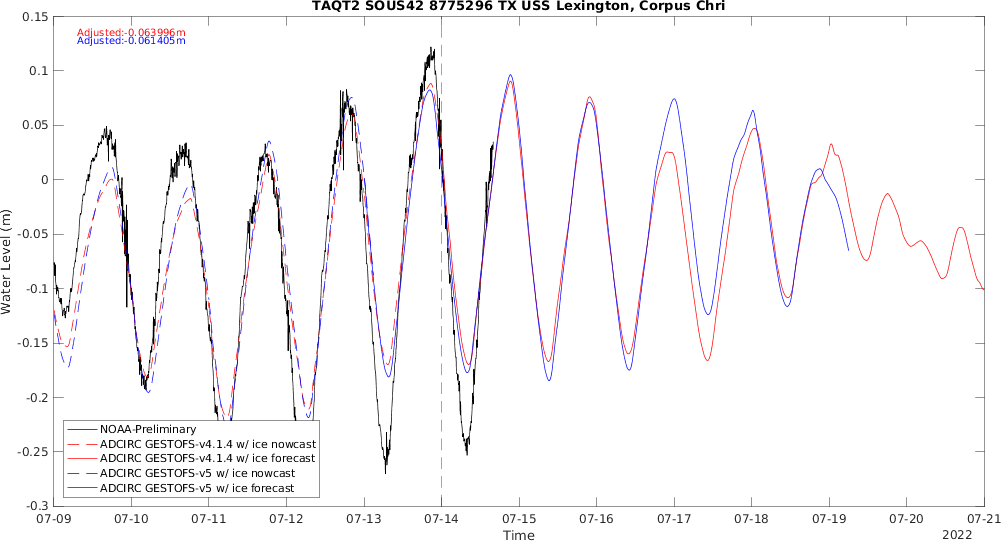 TAQT2 SOUS42 8775296 TX USS Lexington, Corpus Chri
Adjusted:-0.063996m
Adjusted:-0.061405m
0.15
0.1
0.05
0
-0.05
-0.1
-0.15
-0.2
-0.25
-0.3
Water Level (m)
NOAA-Preliminary
ADCIRC GESTOFS-v4.1.4 w/ ice nowcast
ADCIRC GESTOFS-v4.1.4 w/ ice forecast
ADCIRC GESTOFS-v5 w/ ice nowcast
ADCIRC GESTOFS-v5 w/ ice forecast
07-09 07-10 07-11 07-12 07-13 07-14 07-15 07-16 07-17 07-18 07-19 07-20 07-21
Time
2022